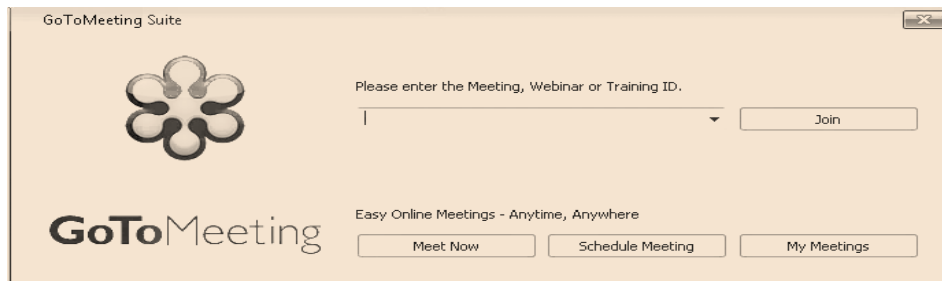 GoToMeeting Suite
Please enter the Meeting, Webinar or Training ID.
Join
GoToMeeting
Easy Online Meetings - Anytime, Anywhere
Meet Now Schedule Meeting My Meetings